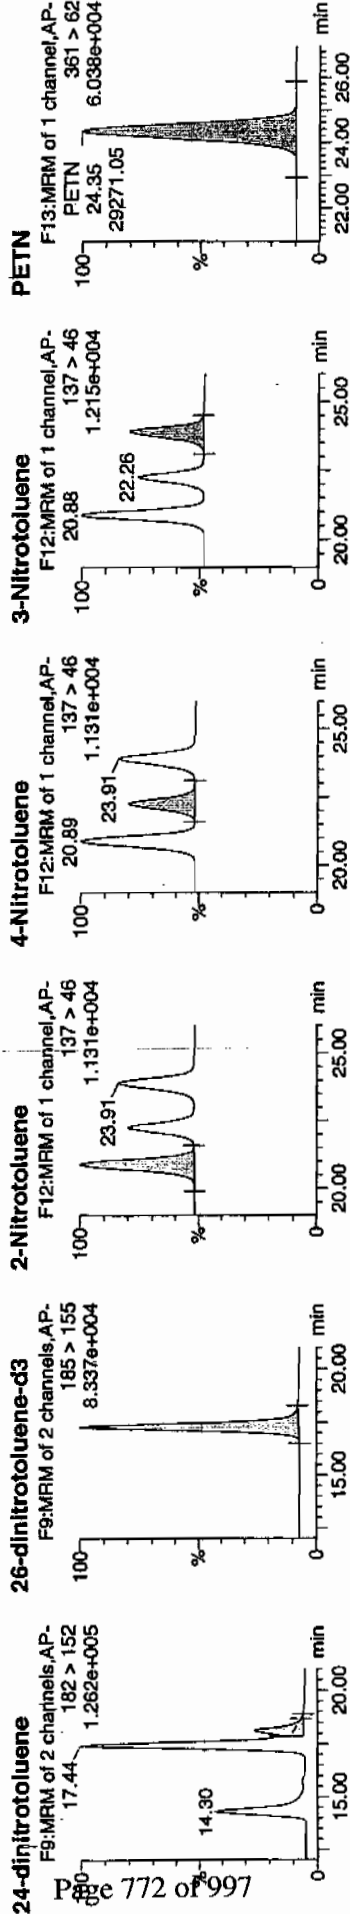 24-dinitrotoluene
F9:MRM of 2 channels,AP-
182 > 152
1.262e+005
17.44
14.30
%
15.00
20.00
min
26-dinitrotoluene-d3
F9:MRM of 2 channels,AP-
185 > 155
8.337e+004
100
%
0
15.00
20.00
min
2-Nitrotoluene
F12:MRM of 1 channel,AP-
137 > 46
1.131e+004
23.91
100
%
0
20.00
25.00
min
4-Nitrotoluene
F12:MRM of 1 channel,AP-
137 > 46
1.131e+004
20.89
23.91
100
%
0
20.00
25.00
min
3-Nitrotoluene
F12:MRM of 1 channel,AP-
137 > 46
1.215e+004
20.88
22.26
100
%
0
20.00
25.00
min
PETN
F13:MRM of 1 channel,AP-
361 > 62
6.038e+004
PETN
24.35
29271.05
100
%
0
22.00
24.00
26.00
min
Page 772 of 997